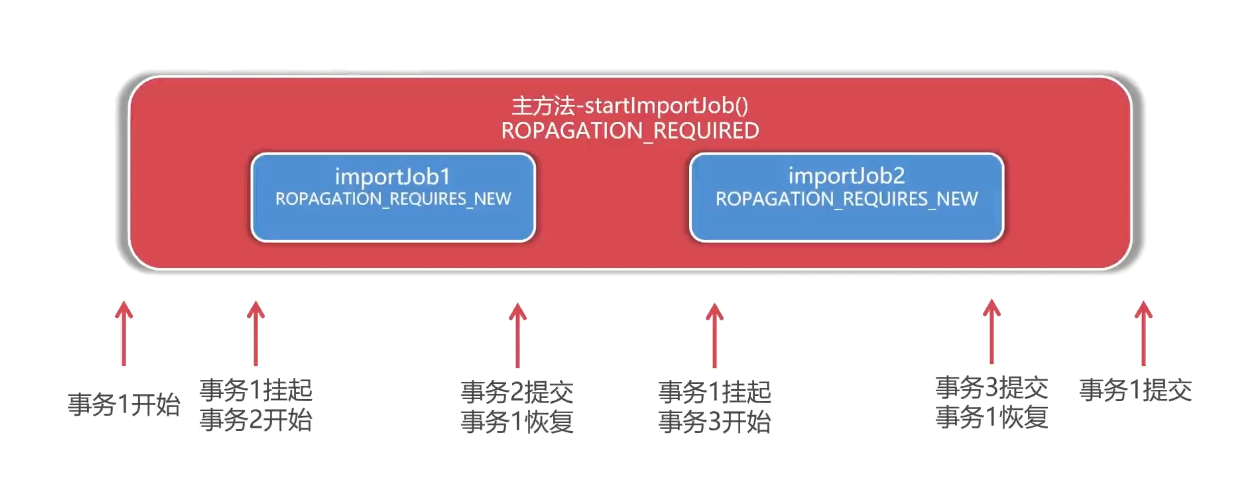 主方法-startImportJob()
ROPAGATION_REQUIRED
importJob1
ROPAGATION_REQUIRES_NEW
importJob2
ROPAGATION_REQUIRES_NEW
事务1开始
事务1挂起
事务2开始
事务2提交
事务1恢复
事务1挂起
事务3开始
事务3提交
事务1恢复
事务1提交